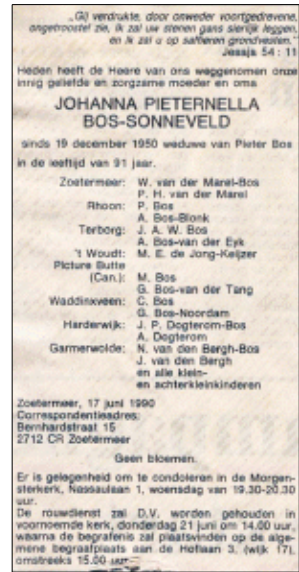 „Gij verdrukte, door onweder voortgedrevene,
ongetrooste! zie, Ik zal uw stenen gans sierlijk leggen,
en Ik zal u op saffieren grondvesten."
Jesaja 54 : 11
Heden heeft de Heere van ons weggenomen onze
innig geliefde en zorgzame moeder en oma
JOHANNA PIETERNELLA
BOS-SONNEVELD
sinds 19 december 1950 weduwe van Pieter Bos
in de leeftijd van 91 jaar.
Zoetermeer: W. van der Marel-Bos
P. H. van der Marel
Rhoon: P. Bos
A. Bos-Blonk
Terborg: J. A. W. Bos
A. Bos-van der Eyk
't Woudt: M. E. de Jong-Keijzer
Picture Butte
(Can.): M. Bos
G. Bos-van der Tang
Waddinxveen: C. Bos
G. Bos-Noordam
Harderwijk: J. P. Dogterom-Bos
A. Dogterom
Garmerwolde: N. van den Bergh-Bos
J. van den Bergh
en alle klein-
en achterkleinkinderen
Zoetermeer, 17 juni 1990
Correspondentieadres:
Bernhardstraat 15
2712 CR Zoetermeer
Geen bloemen.
Er is gelegenheid om te condoleren in de Morgen-
sterkerk, Nassaulaan 1, woensdag van 19.30-20.30
uur.
De rouwdienst zal D.V. worden gehouden in
voornoemde kerk, donderdag 21 juni om 14.00 uur,
waarna de begrafenis zal plaatsvinden op de alge-
mene begraafplaats aan de Hoflaan 3, (wijk 17),
omstreeks 15.00 uur.